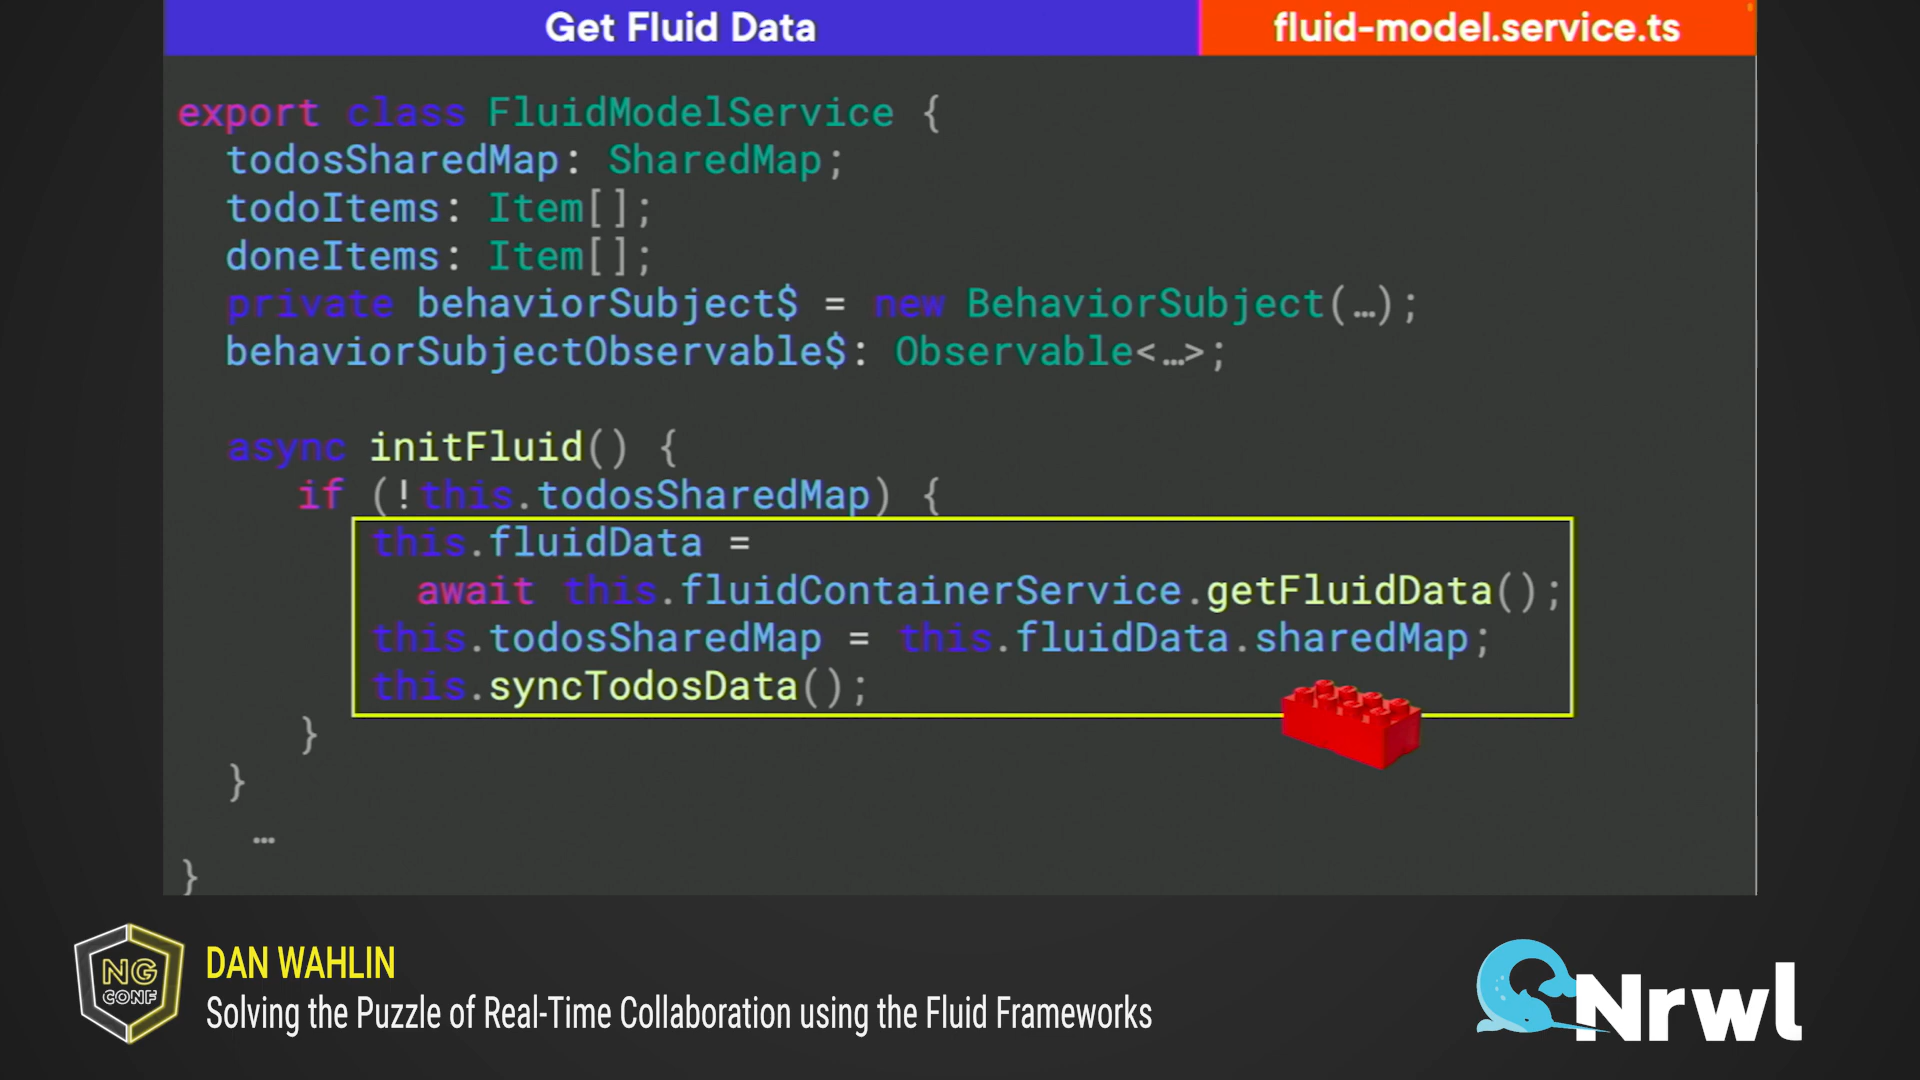 Get Fluid Data
fluid-model.service.ts
export class FluidModelService {
todosSharedMap: SharedMap;
todoItems: Item[];
doneItems: Item[];
private behaviorSubject$ = new BehaviorSubject(…);
behaviorSubjectObservable$: Observable<…>;
async initFluid() {
if (!this.todosSharedMap) {
this.fluidData =
await this.fluidContainerService.getFluidData();
this.todosSharedMap = this.fluidData.sharedMap;
this.syncTodosData();
}
}
…
}
NG
CONF
DAN WAHLIN
Solving the Puzzle of Real-Time Collaboration using the Fluid Frameworks
Nrwl